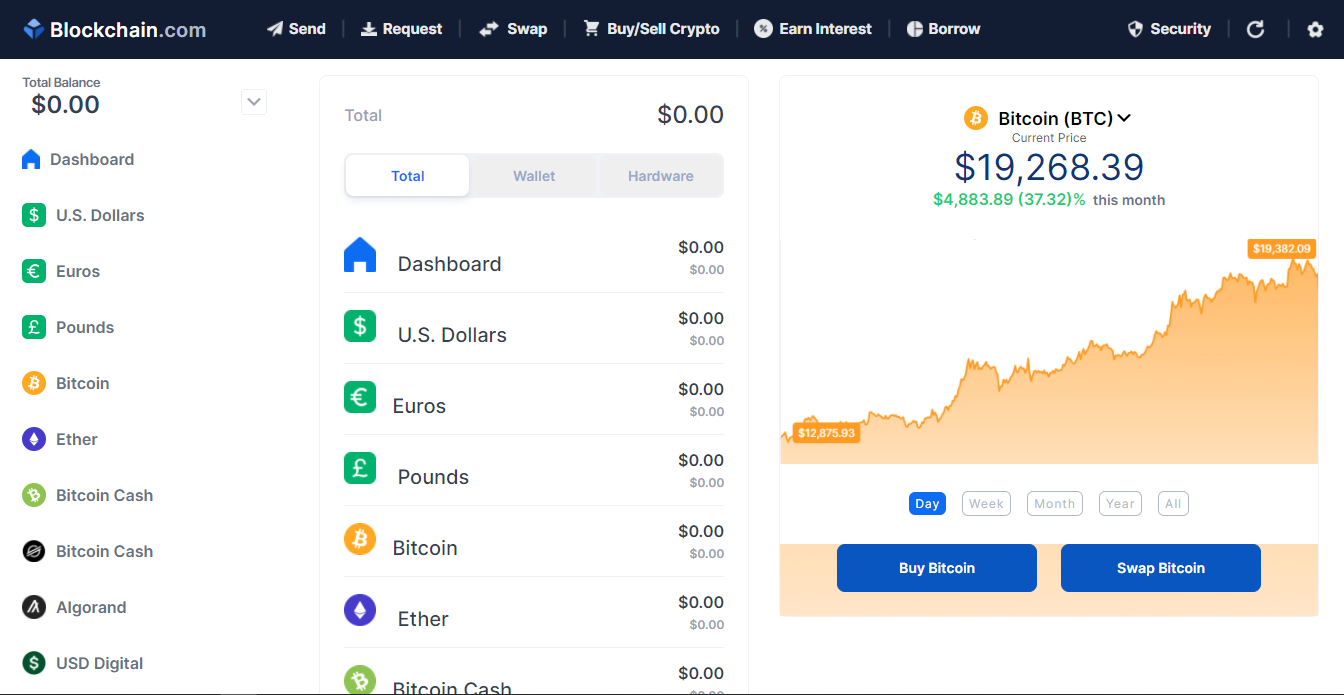 Blockchain.com
Send
Request
Swap
Buy/Sell Crypto
Earn Interest
Borrow
Security
Total Balance
$0.00
Dashboard
U.S. Dollars
Euros
Pounds
Bitcoin
Ether
Bitcoin Cash
Bitcoin Cash
Algorand
USD Digital
Total $0.00
Total Wallet Hardware
Dashboard $0.00
$0.00
U.S. Dollars $0.00
$0.00
Euros $0.00
$0.00
Pounds $0.00
$0.00
Bitcoin $0.00
$0.00
Ether $0.00
$0.00
Bitcoin Cash $0.00
$0.00
Bitcoin (BTC)
Current Price
$19,268.39
$4,883.89 (37.32)% this month
$19,382.09
$12,875.93
Day Week Month Year All
Buy Bitcoin Swap Bitcoin